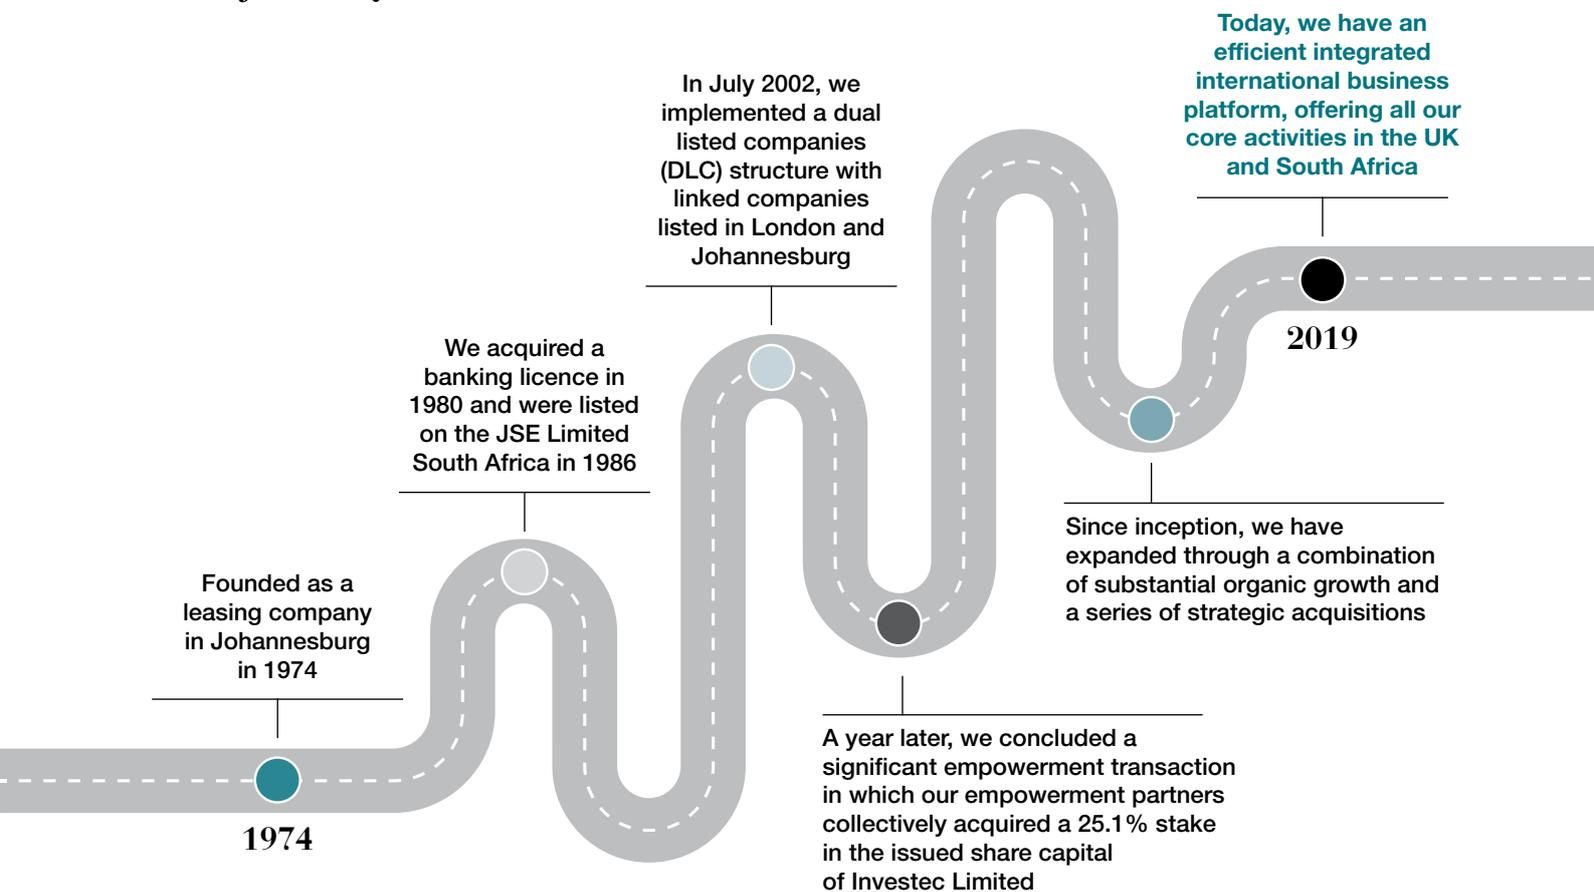 Founded as a
leasing company
in Johannesburg
in 1974
1974
We acquired a
banking licence in
1980 and were listed
on the JSE Limited
South Africa in 1986
In July 2002, we
implemented a dual
listed companies
(DLC) structure with
linked companies
listed in London and
Johannesburg
A year later, we concluded a
significant empowerment transaction
in which our empowerment partners
collectively acquired a 25.1% stake
in the issued share capital
of Investec Limited
Since inception, we have
expanded through a combination
of substantial organic growth and
a series of strategic acquisitions
Today, we have an
efficient integrated
international business
platform, offering all our
core activities in the UK
and South Africa
2019